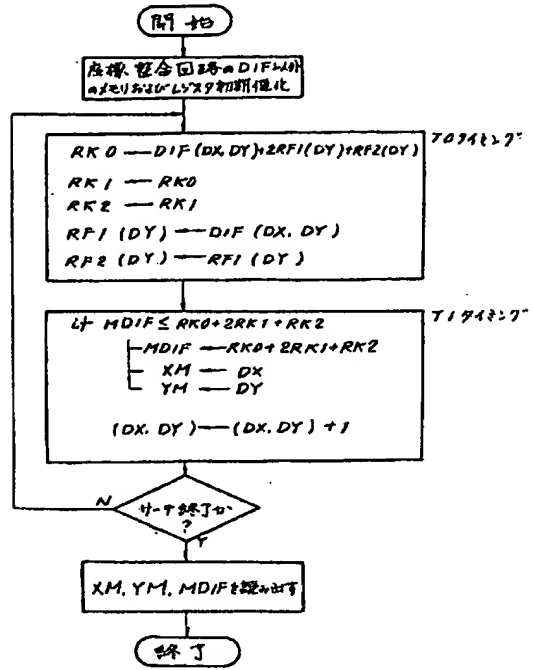 開始
座標整合回路のDIF以外
のメモリおよびレジスタ初期値化
T0タイミング
RK0 ← DIF(DX,DY)+2RF1(DY)+RF2(DY)
RK1 ← RK0
RK2 ← RK1
RF1 (DY) ← DIF (DX. DY)
RF2 (DY.) ← RF1 (DY)
T1タイミング
if MDIF ≤ RK0+2RK1+RK2
MDIF ← RK0+2RK1+RK2
XM ← DX
YM ← DY
(DX. DY) ← (DX. DY) + 1
N
サーチ終了か
?
Y
XM, YM, MDIFを読み出す
終了